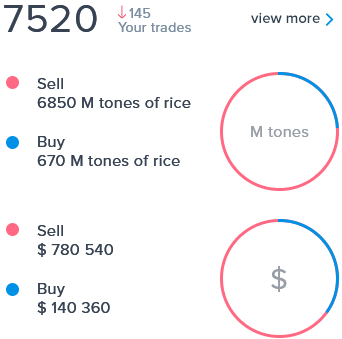 7520
145
Your trades
view more
Sell
6850 M tones of rice
Buy
670 M tones of rice
M tones
Sell
$ 780 540
Buy
$ 140 360
$